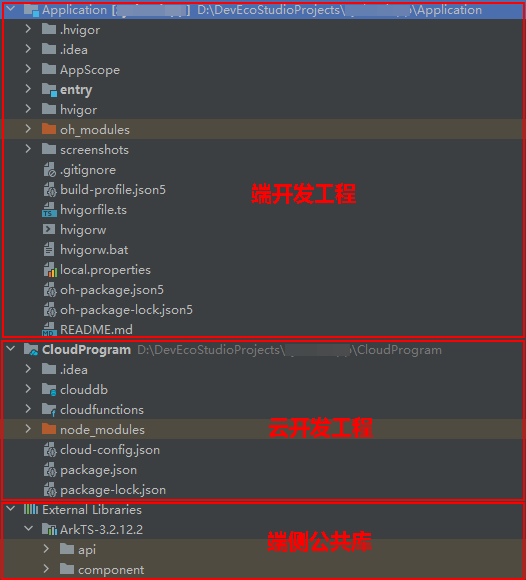 Application [ ] D:\DevEcoStudioProjects\ p\Application
.hvigor
.idea
AppScope
entry
hvigor
oh_modules
screenshots
.gitignore
build-profile.json5
端开发工程
hvigorfile.ts
hvigorw
hvigorw.bat
local.properties
oh-package.json5
oh-package-lock.json5
README.md
CloudProgram D:\DevEcoStudioProjects\ \CloudProgram
.idea
clouddb
cloudfunctions
node_modules
云开发工程
cloud-config.json
package.json
package-lock.json
External Libraries
ArkTS-3.2.12.2
端侧公共库
api
component